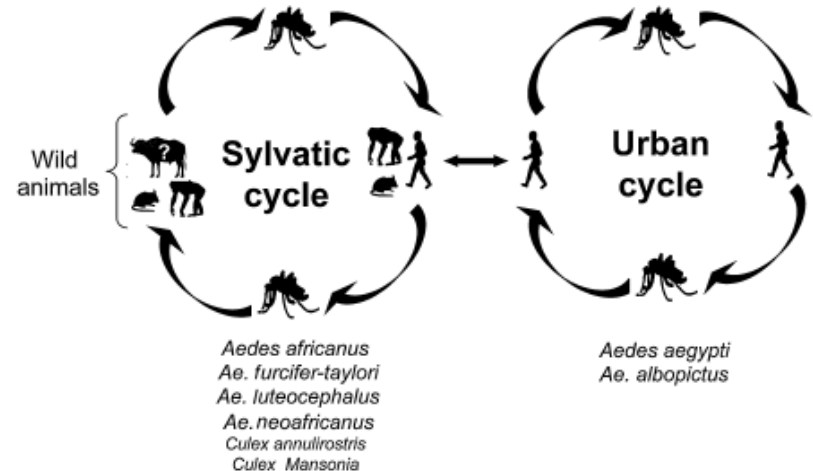 Wild
animals
?
Sylvatic
cycle
Urban
cycle
Aedes africanus
Ae. furcifer-taylori
Ae. luteocephalus
Ae. neoafricanus
Culex annulirostris
Culex Mansonia
Aedes aegypti
Ae. albopictus